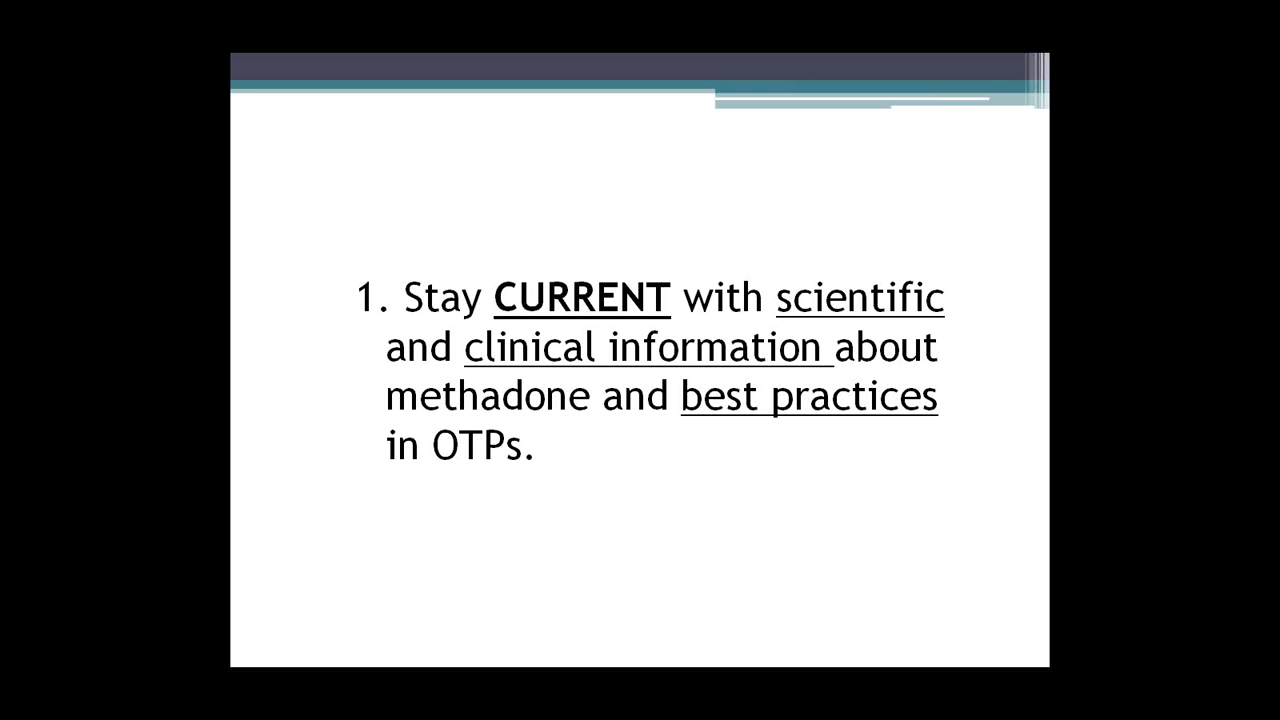 1. Stay CURRENT with scientific
and clinical information about
methadone and best practices
in OTPs.